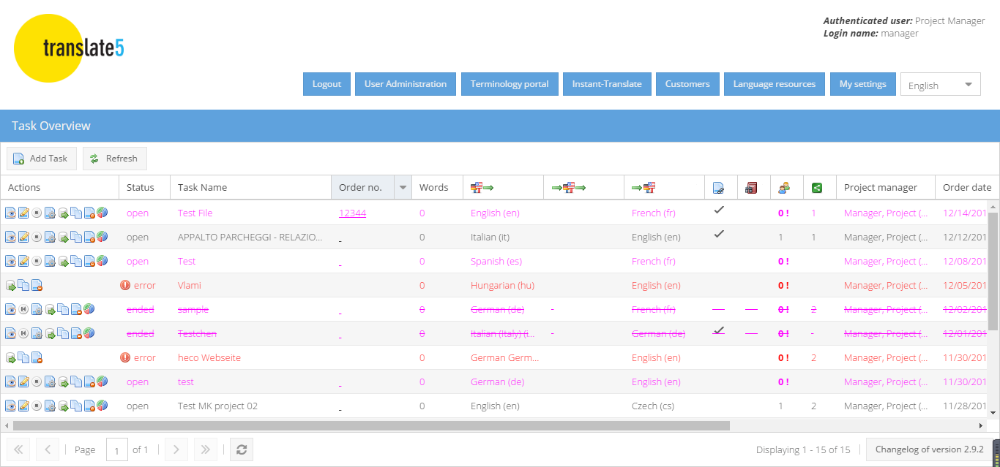 Authenticated user: Project Manager
Login name: manager
translate5
Logout User Administration Terminology portal Instant-Translate Customers Language resources My settings English
Task Overview
Add Task Refresh
Actions Status Task Name Order no. Words Project manager Order date
open Test File 12344 0 English (en) French (fr) 0 ! 1 Manager, Project (... 12/14/201
open APPALTO PARCHEGGI - RELAZIO... 0 Italian (it) English (en) 1 1 Manager, Project (... 12/12/201
open Test 0 Spanish (es) French (fr) 0 ! Manager, Project (... 12/08/201
error Vlami 0 Hungarian (hu) English (en) 0 ! Manager, Project (... 12/05/201
ended sample 0 German (de) - French (fr) 0 ! 2 Manager, Project (... 12/02/201
ended Testchen 0 Italian (Italy) (i... - German (de) 0 ! - Manager, Project (... 12/01/201
error heco Webseite 0 German Germ... English (en) 0 ! 2 Manager, Project (... 11/30/201
open test 0 German (de) English (en) 0 ! Manager, Project (... 11/30/201
open Test MK project 02 0 English (en) Czech (cs) 1 2 Manager, Project (... 11/28/201
Page 1 of 1 Displaying 1 - 15 of 15 Changelog of version 2.9.2